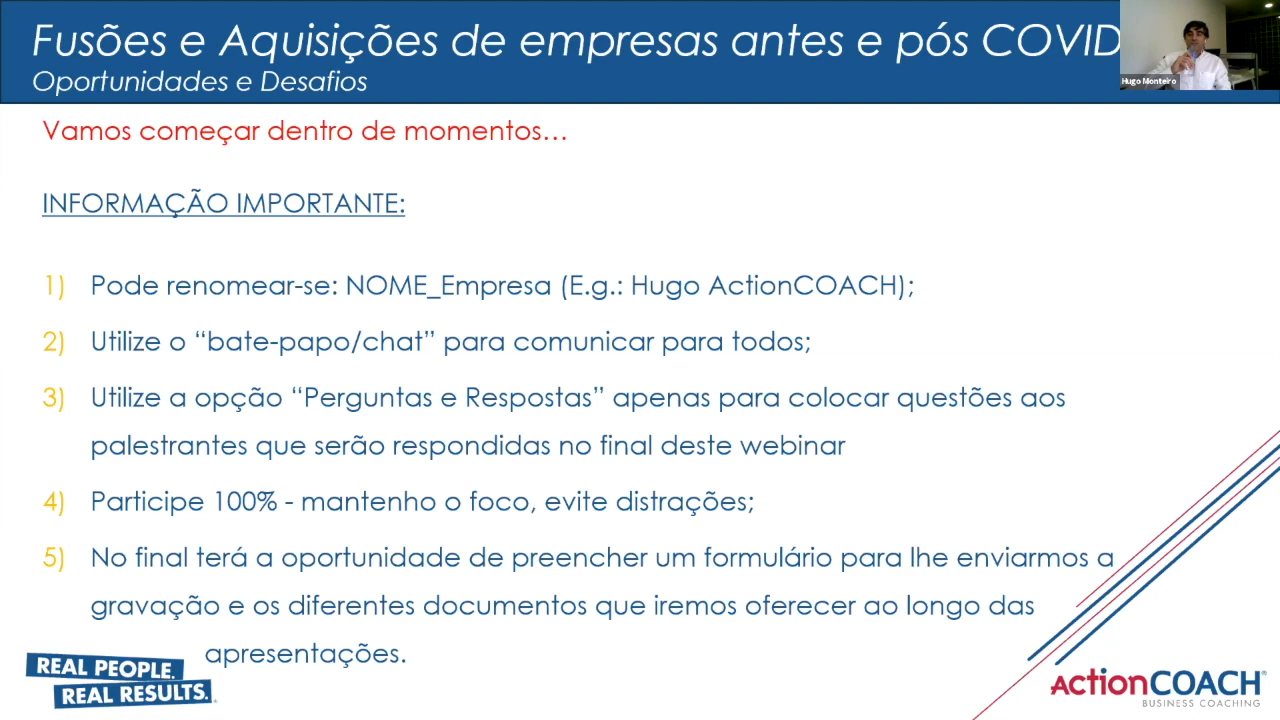 Fusões e Aquisições de empresas antes e pós COVID
Oportunidades e Desafios
Hugo Monteiro
Vamos começar dentro de momentos...
INFORMAÇÃO IMPORTANTE:
1) Pode renomear-se: NOME_Empresa (E.g.: Hugo ActionCOACH);
2) Utilize o “bate-papo/chat” para comunicar para todos;
3) Utilize a opção “Perguntas e Respostas” apenas para colocar questões aos
palestrantes que serão respondidas no final deste webinar
4) Participe 100% - mantenho o foco, evite distrações;
5) No final terá a oportunidade de preencher um formulário para lhe enviarmos a
gravação e os diferentes documentos que iremos oferecer ao longo das
apresentações.
REAL PEOPLE.
REAL RESULTS.
ActionCOACH®
BUSINESS COACHING